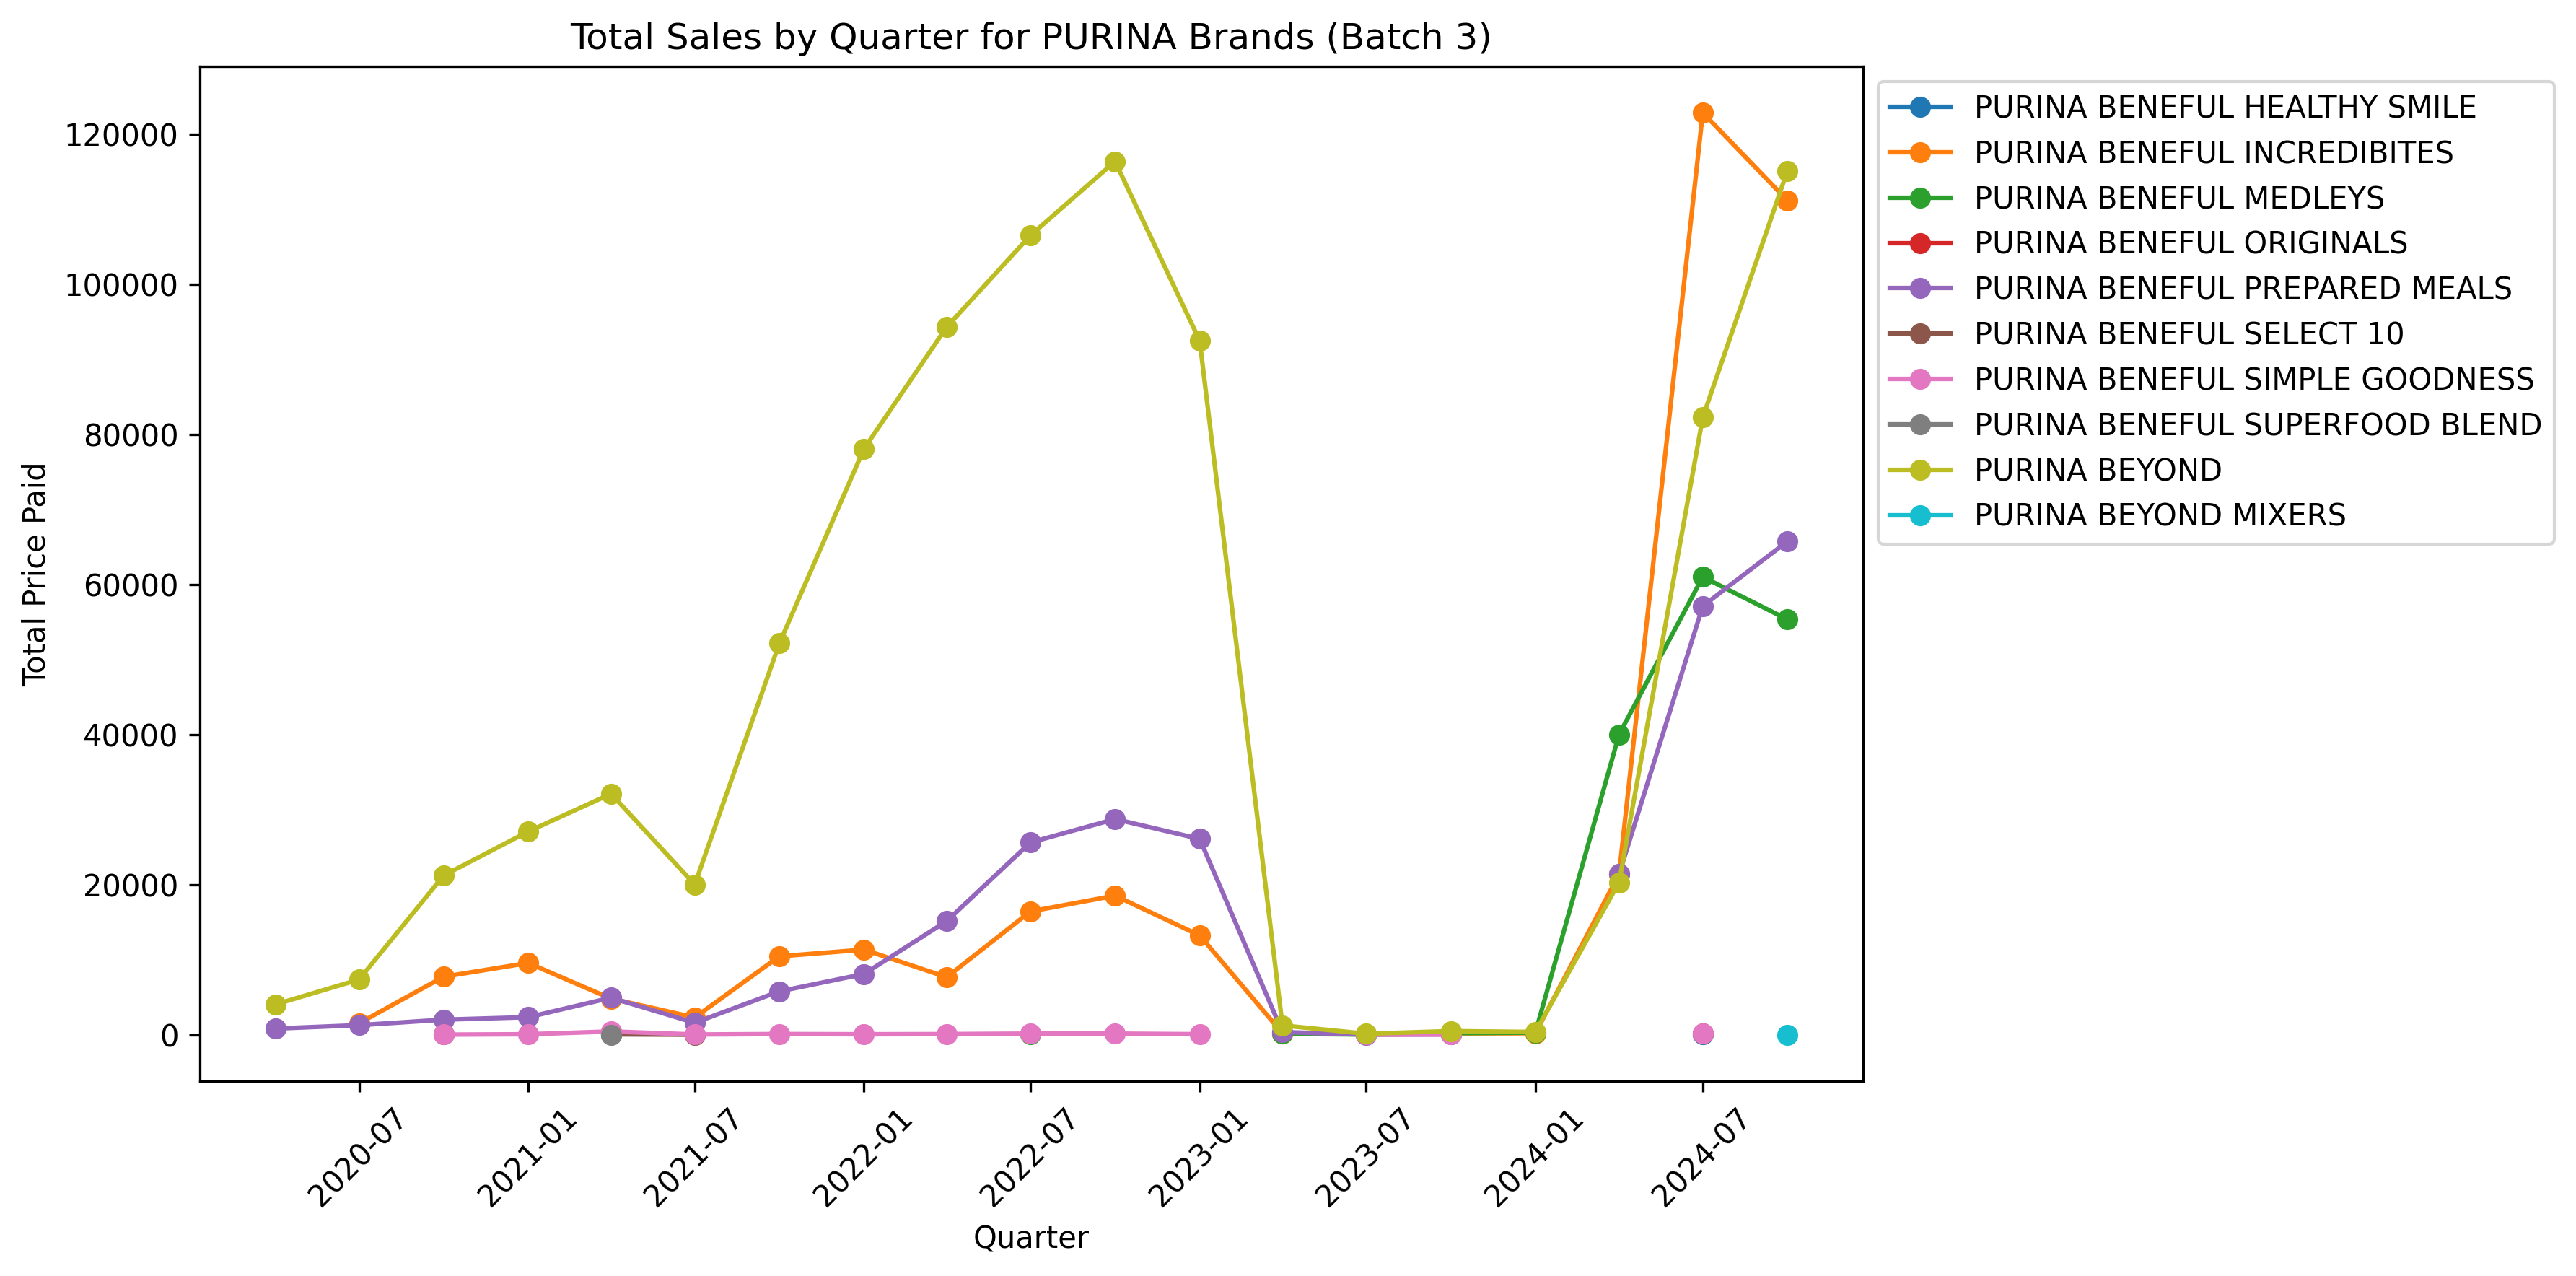 Total Sales by Quarter for PURINA Brands (Batch 3)
Total Price Paid
120000
100000
80000
60000
40000
20000
0
2020-07
2021-01
2021-07
2022-01
2022-07
2023-01
2023-07
2024-01
2024-07
Quarter
PURINA BENEFUL HEALTHY SMILE
PURINA BENEFUL INCREDIBITES
PURINA BENEFUL MEDLEYS
PURINA BENEFUL ORIGINALS
PURINA BENEFUL PREPARED MEALS
PURINA BENEFUL SELECT 10
PURINA BENEFUL SIMPLE GOODNESS
PURINA BENEFUL SUPERFOOD BLEND
PURINA BEYOND
PURINA BEYOND MIXERS